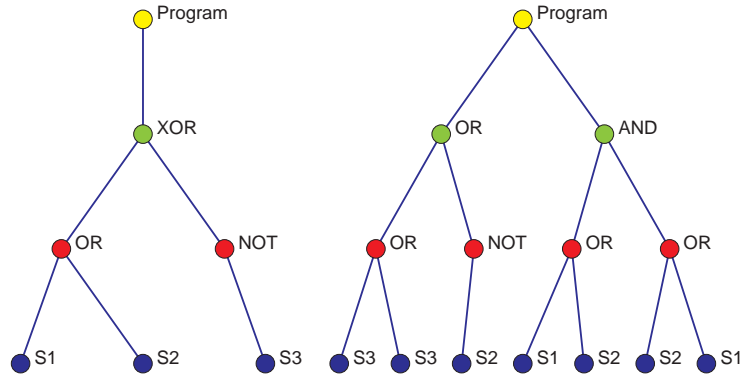 Program Program
XOR OR AND
OR NOT OR NOT OR OR
S1 S2 S3 S3 S3 S2 S1 S2 S2 S1